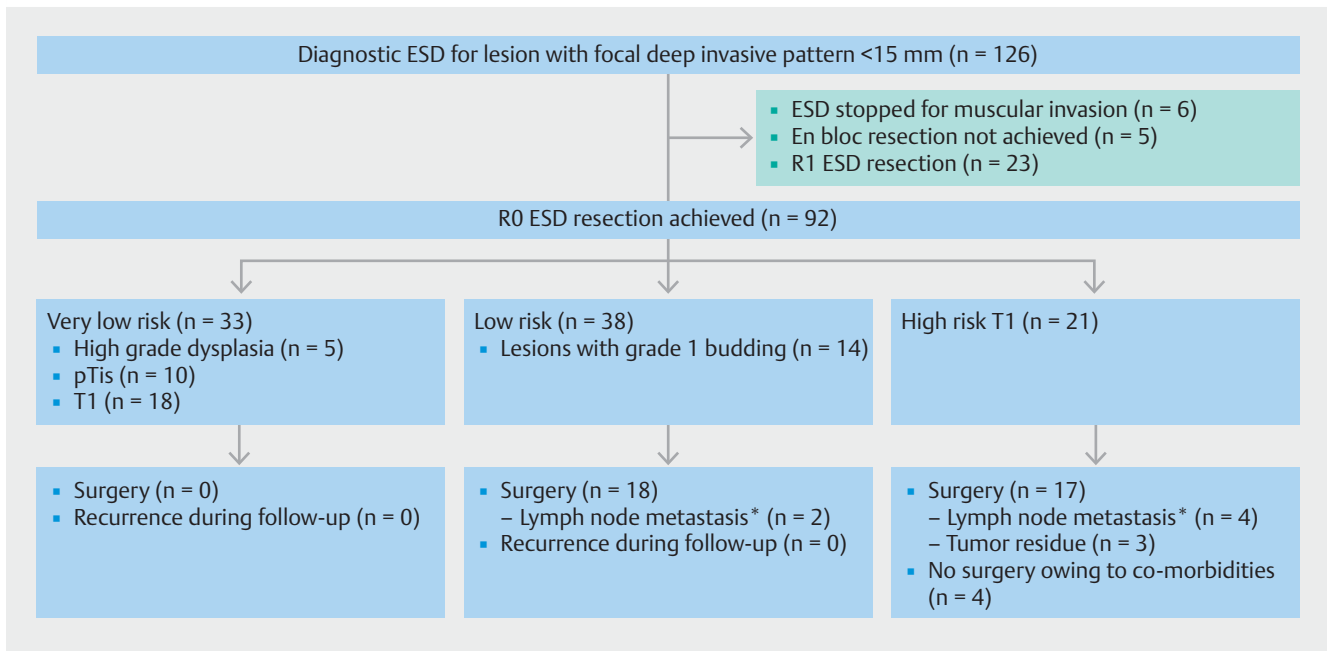 Diagnostic ESD for lesion with focal deep invasive pattern <15 mm (n = 126)
▪ ESD stopped for muscular invasion (n = 6)
▪ En bloc resection not achieved (n = 5)
▪ R1 ESD resection (n = 23)
R0 ESD resection achieved (n = 92)
Very low risk (n = 33)
▪ High grade dysplasia (n = 5)
▪ pTis (n = 10)
▪ T1 (n = 18)
Low risk (n = 38)
▪ Lesions with grade 1 budding (n = 14)
High risk T1 (n = 21)
▪ Surgery (n = 0)
▪ Recurrence during follow-up (n = 0)
▪ Surgery (n = 18)
– Lymph node metastasis* (n = 2)
▪ Recurrence during follow-up (n = 0)
▪ Surgery (n = 17)
– Lymph node metastasis* (n = 4)
– Tumor residue (n = 3)
▪ No surgery owing to co-morbidities
(n = 4)